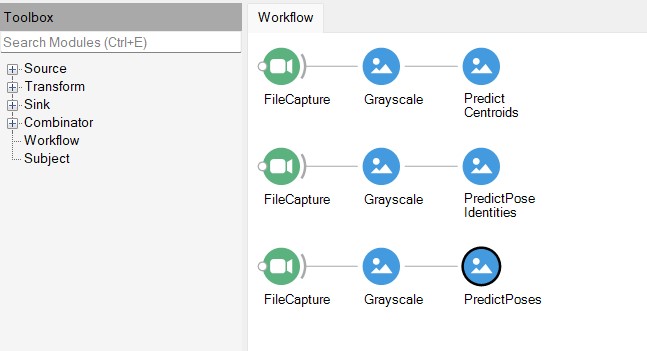 Toolbox
Search Modules (Ctrl+E)
Source
Transform
Sink
Combinator
Workflow
Subject
Workflow
FileCapture
Grayscale
Predict
Centroids
FileCapture
Grayscale
PredictPose
Identities
FileCapture
Grayscale
PredictPoses